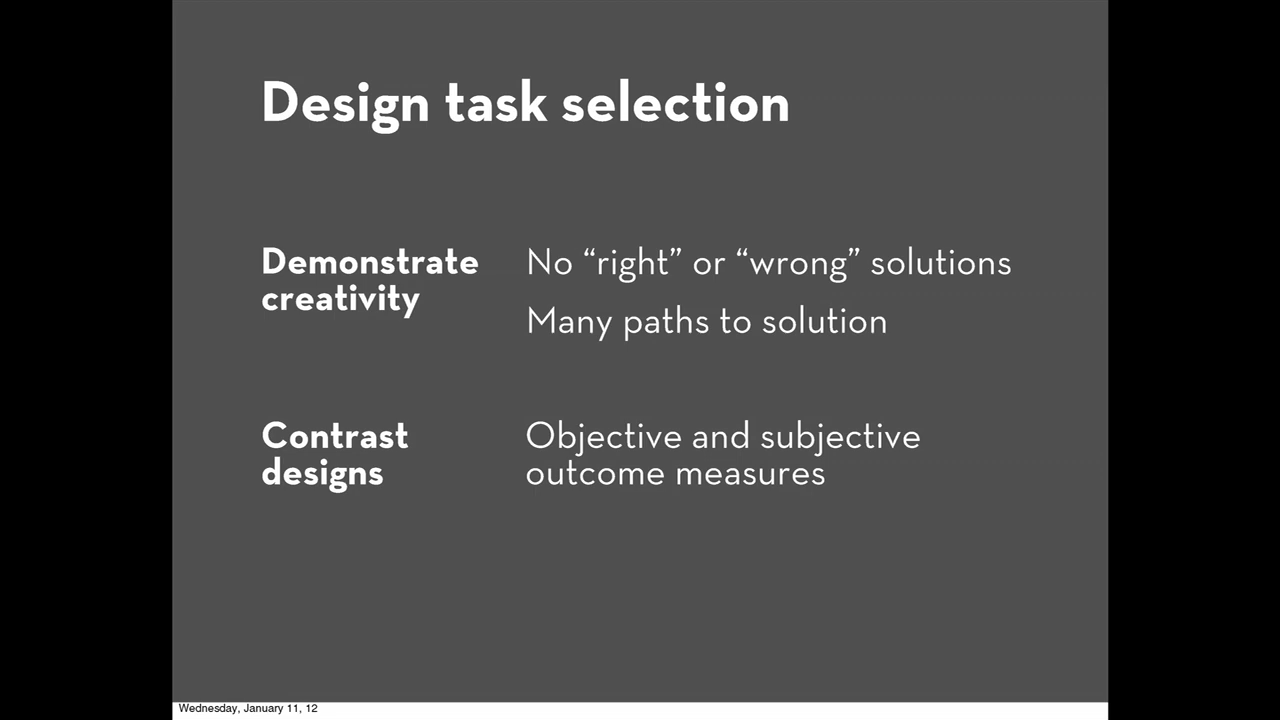 Design task selection
Demonstrate
creativity
No “right” or “wrong” solutions
Many paths to solution
Contrast
designs
Objective and subjective
outcome measures
Wednesday, January 11, 12